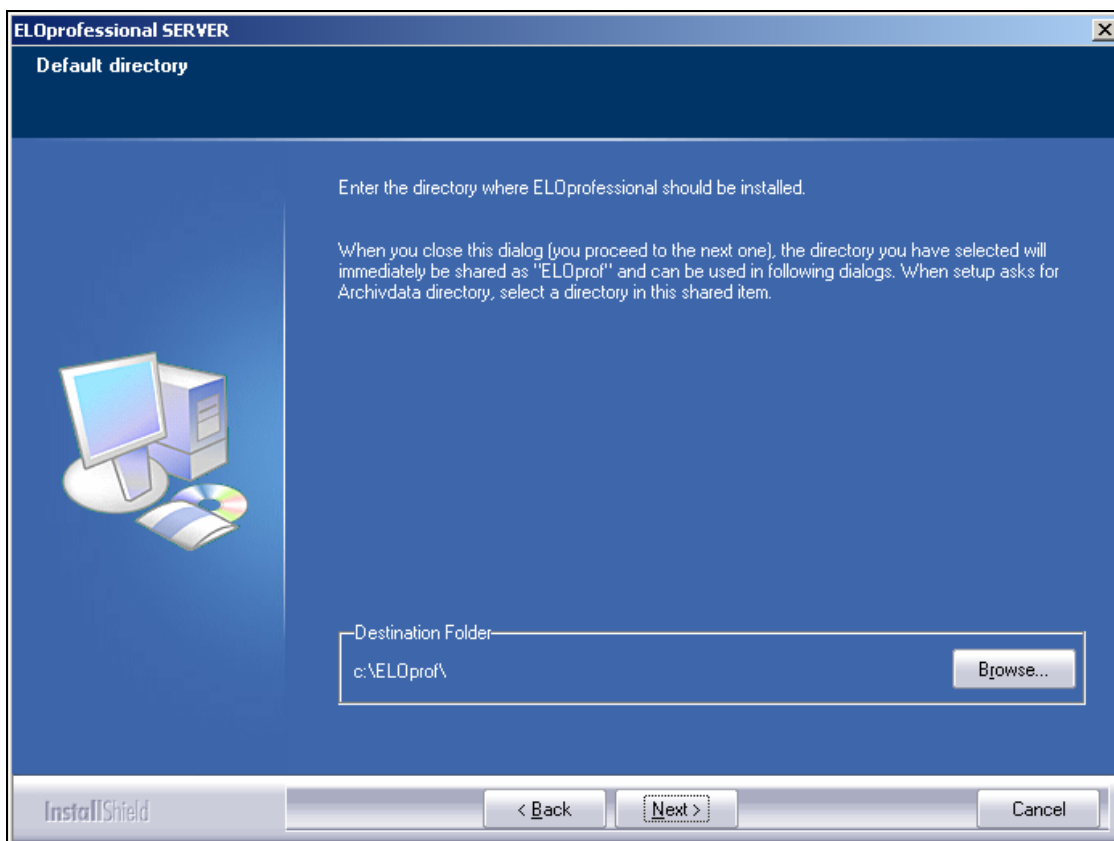 ELOprofessional SERVER
Default directory
Enter the directory where ELOprofessional should be installed.
When you close this dialog (you proceed to the next one), the directory you have selected will
immediately be shared as "ELOprof" and can be used in following dialogs. When setup asks for
Archivdata directory, select a directory in this shared item.
Destination Folder
c:\ELOprof\
Browse...
InstallShield
< Back
Next >
Cancel